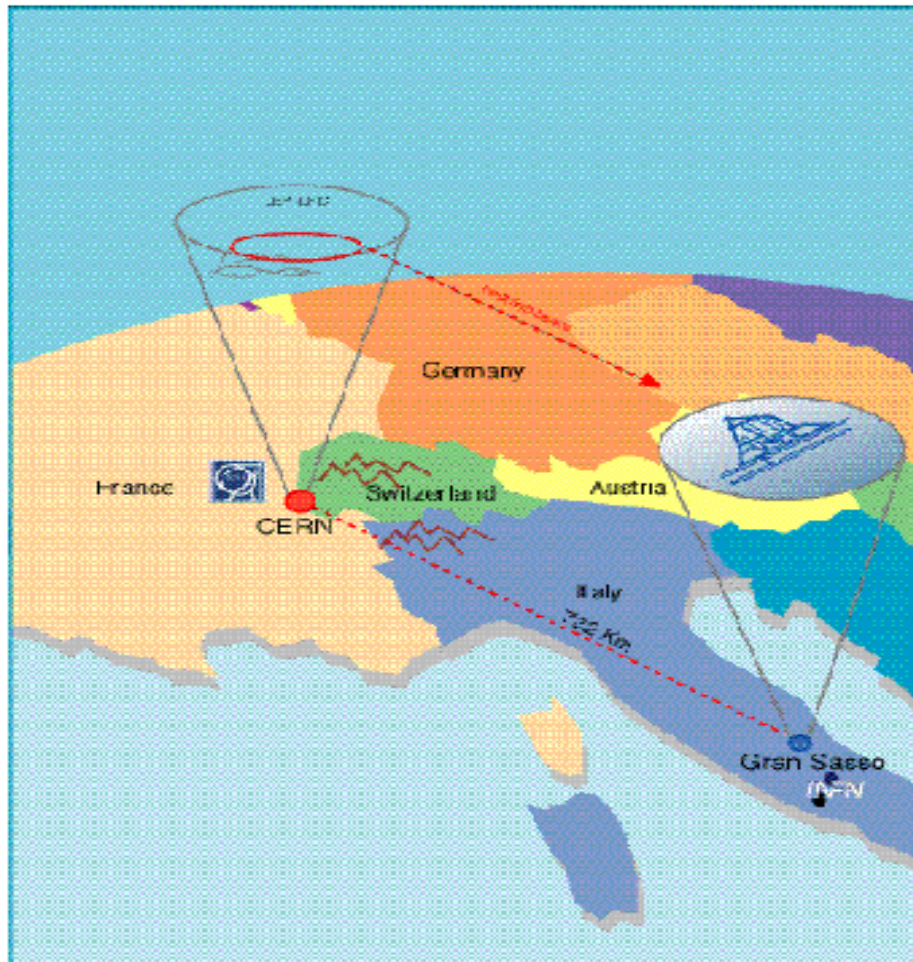 Germany
France
Switzerland
Austria
CERN
Italy
732 Km
Gran Sasso
INFN